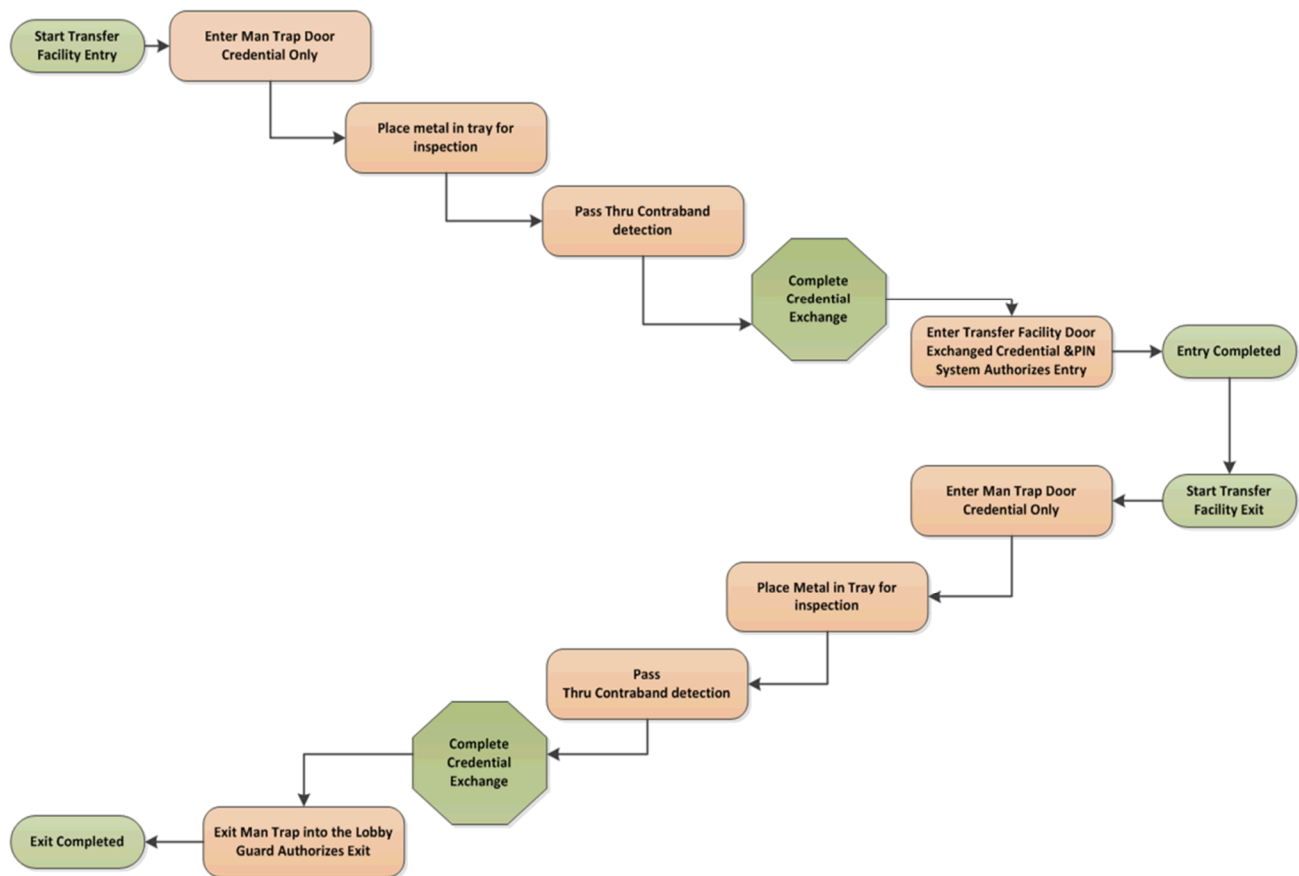 Start Transfer
Facility Entry
Enter Man Trap Door
Credential Only
Place metal in tray for
inspection
Pass Thru Contraband
detection
Complete
Credential
Exchange
Enter Transfer Facility Door
Exchanged Credential &PIN
System Authorizes Entry
Entry Completed
Start Transfer
Facility Exit
Enter Man Trap Door
Credential Only
Place Metal in Tray for
inspection
Pass
Thru Contraband detection
Complete
Credential
Exchange
Exit Man Trap into the Lobby
Guard Authorizes Exit
Exit Completed